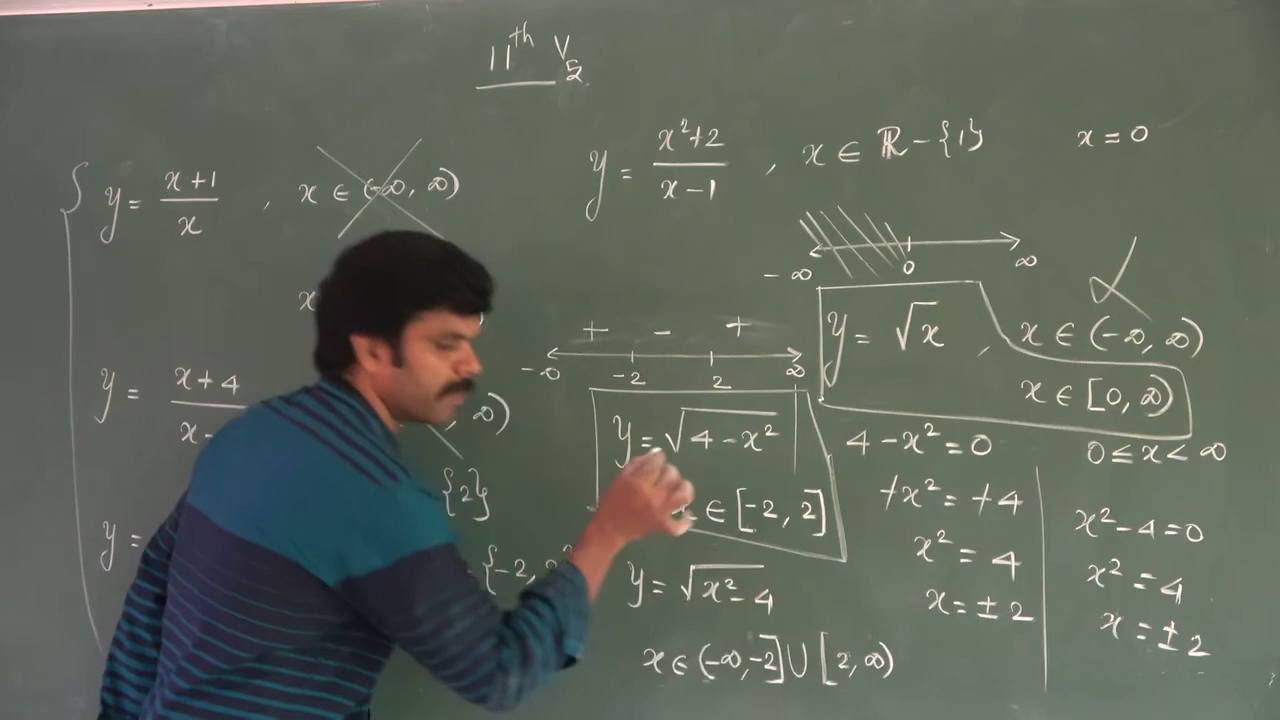 11th V5
y = x+1 / x , x ∈ (-∞, ∞)
x
y = x+4 / x- , ∞)
{2}
y = {-2,
y = x²+2 / x-1 , x ∈ ℝ - {1} x = 0
-∞ 0 ∞
y = √x , x ∈ (-∞, ∞)
x ∈ [0, ∞)
0 ≤ x < ∞
+ - +
-∞ -2 2 ∞
y = √4-x²
∈ [-2, 2]
y = √x²-4
x ∈ (-∞, -2] ∪ [2, ∞)
4 - x² = 0
+x² = +4
x² = 4
x = ± 2
x² - 4 = 0
x² = 4
x = ± 2